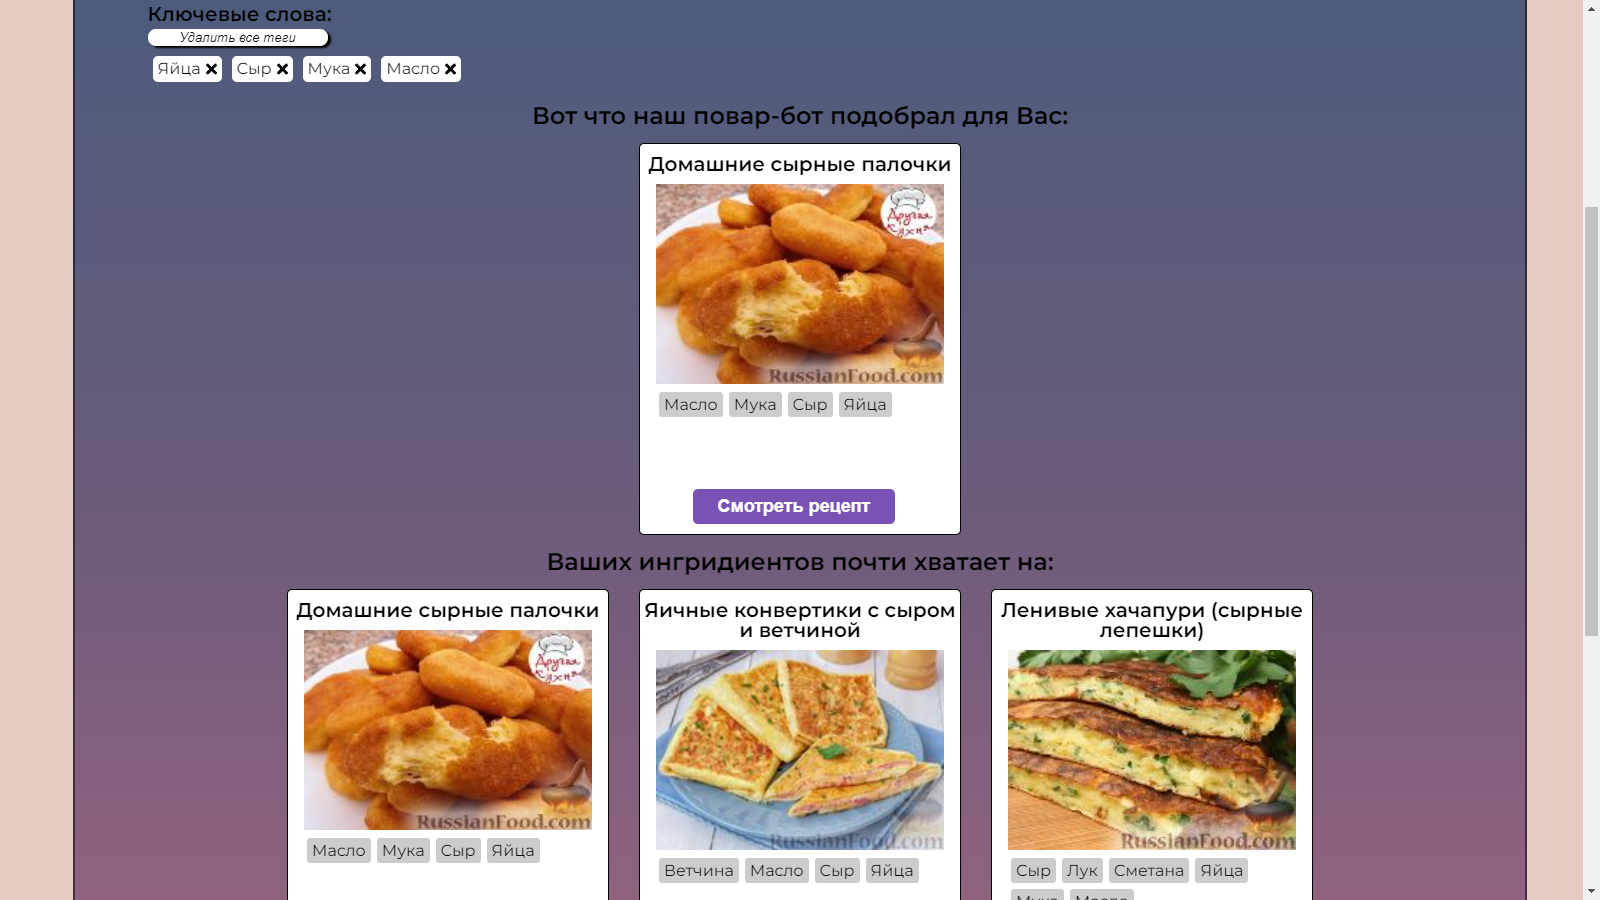 Ключевые слова:
Удалить все теги
Яйца Сыр Мука Масло
Вот что наш повар-бот подобрал для Вас:
Домашние сырные палочки
Другая
Кухня
RussianFood.com
Масло Мука Сыр Яйца
Смотреть рецепт
Ваших ингридиентов почти хватает на:
Домашние сырные палочки
Другая
Кухня
RussianFood.com
Масло Мука Сыр Яйца
Яичные конвертики с сыром
и ветчиной
RussianFood.com
Ветчина Масло Сыр Яйца
Ленивые хачапури (сырные
лепешки)
RussianFood.com
Сыр Лук Сметана Яйца
Мука Масло